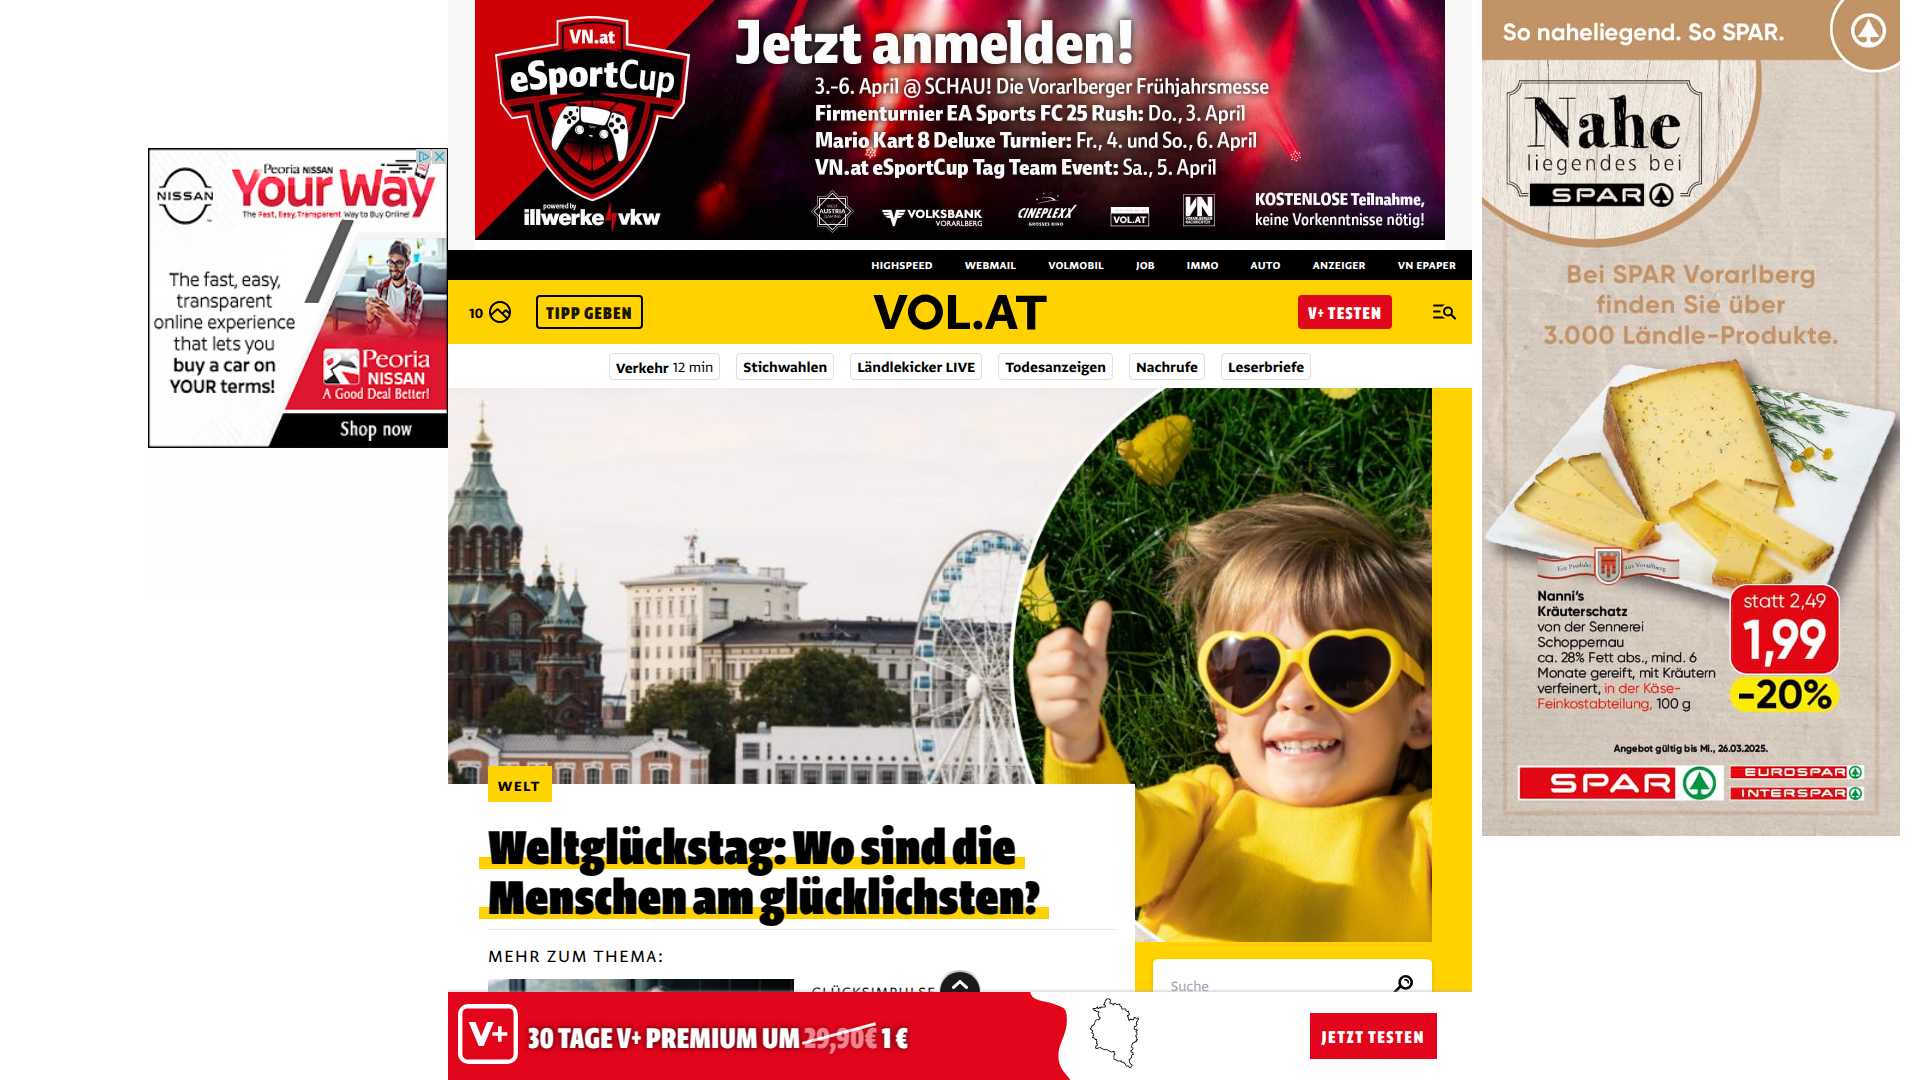 VN.at
eSportCup
powered by
illwerke vkw
Jetzt anmelden!
3.-6. April @ SCHAU! Die Vorarlberger Frühjahrsmesse
Firmenturnier EA Sports FC 25 Rush: Do., 3. April
Mario Kart 8 Deluxe Turnier: Fr., 4. und So., 6. April
VN.at eSportCup Tag Team Event: Sa., 5. April
VOLKSBANK
VORARLBERG
CINEPLEXX
VOL.AT
VN
KOSTENLOSE Teilnahme,
keine Vorkenntnisse nötig!
Peoria NISSAN
NISSAN
Your Way
The Fast, Easy, Transparent Way to Buy Online!
The fast, easy,
transparent
online experience
that lets you
buy a car on
YOUR terms!
Peoria
NISSAN
A Good Deal Better!
Shop now
HIGHSPEED
WEBMAIL
VOLMOBIL
JOB
IMMO
AUTO
ANZEIGER
VN EPAPER
10
TIPP GEBEN
VOL.AT
V+ TESTEN
Verkehr 12 min
Stichwahlen
Ländlekicker LIVE
Todesanzeigen
Nachrufe
Leserbriefe
WELT
Weltglückstag: Wo sind die
Menschen am glücklichsten?
MEHR ZUM THEMA:
GLÜCKSIMPULSE
Suche
V+
30 TAGE V+ PREMIUM UM 29,90€ 1 €
JETZT TESTEN
So naheliegend. So SPAR.
Nahe
liegendes bei
SPAR
Bei SPAR Vorarlberg
finden Sie über
3.000 Ländle-Produkte.
Ein Produkt aus Vorarlberg
Nanni's
Kräuterschatz
von der Sennerei
Schoppernau
ca. 28% Fett abs., mind. 6
Monate gereift, mit Kräutern
verfeinert, in der Käse-
Feinkostabteilung, 100 g
statt 2,49
1,99
-20%
Angebot gültig bis Mi., 26.03.2025.
SPAR
EUROSPAR
INTERSPAR